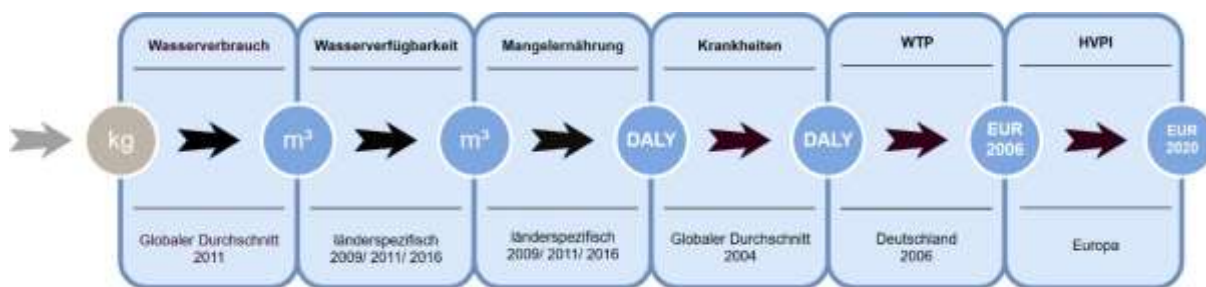 Wasserverbrauch
Wasserverfügbarkeit
Mangelernährung
Krankheiten
WTP
HVPI
kg
m³
m³
DALY
DALY
EUR
2006
EUR
2020
Globaler Durchschnitt
2011
länderspezifisch
2009/ 2011/ 2016
länderspezifisch
2009/ 2011/ 2016
Globaler Durchschnitt
2004
Deutschland
2006
Europa